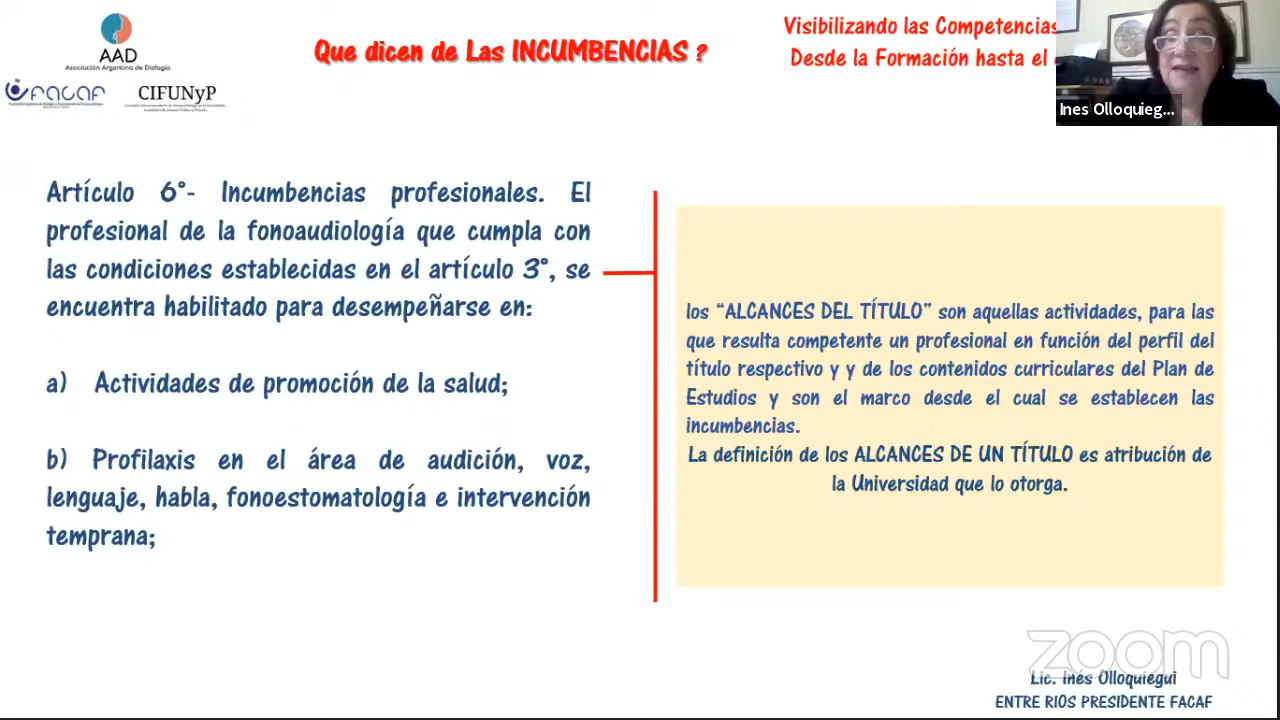 AAD
Asociación Argentina de Disfagia
FACAF
CIFUNyP
Que dicen de Las INCUMBENCIAS ?
Visibilizando las Competencias
Desde la Formación hasta el
Ines Olloquieg...
Artículo 6°- Incumbencias profesionales. El
profesional de la fonoaudiología que cumpla con
las condiciones establecidas en el artículo 3°, se
encuentra habilitado para desempeñarse en:
a) Actividades de promoción de la salud;
b) Profilaxis en el área de audición, voz,
lenguaje, habla, fonoestomatología e intervención
temprana;
los “ALCANCES DEL TÍTULO” son aquellas actividades, para las
que resulta competente un profesional en función del perfil del
título respectivo y y de los contenidos curriculares del Plan de
Estudios y son el marco desde el cual se establecen las
incumbencias.
La definición de los ALCANCES DE UN TÍTULO es atribución de
la Universidad que lo otorga.
zoom
Lic. Inés Olloquiegui
ENTRE RIOS PRESIDENTE FACAF